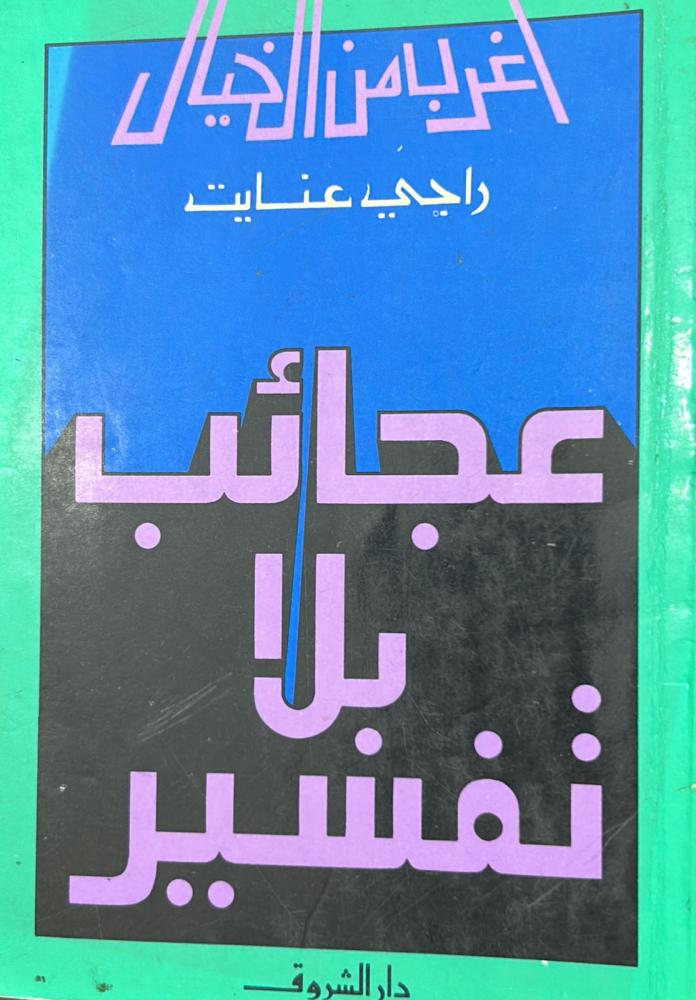 أغرب من الخيال
راجي عنايت
عجائب
بلا
تفسير
دار الشروق